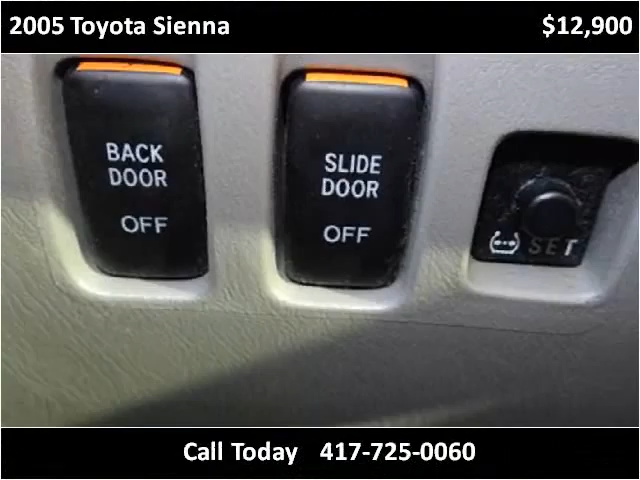 2005 Toyota Sienna $12,900
BACK
DOOR
OFF
SLIDE
DOOR
OFF
SET
Call Today 417-725-0060